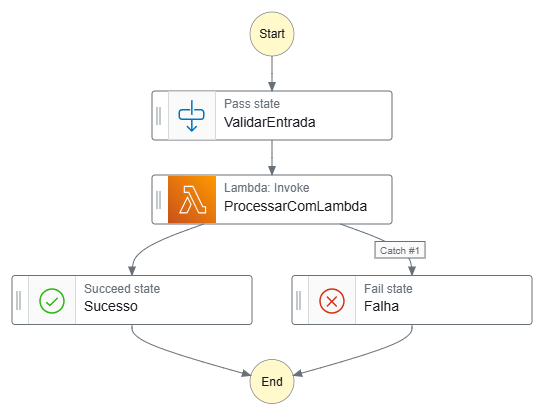 Start
Pass state
ValidarEntrada
Lambda: Invoke
ProcessarComLambda
Catch #1
Succeed state
Sucesso
Fail state
Falha
End